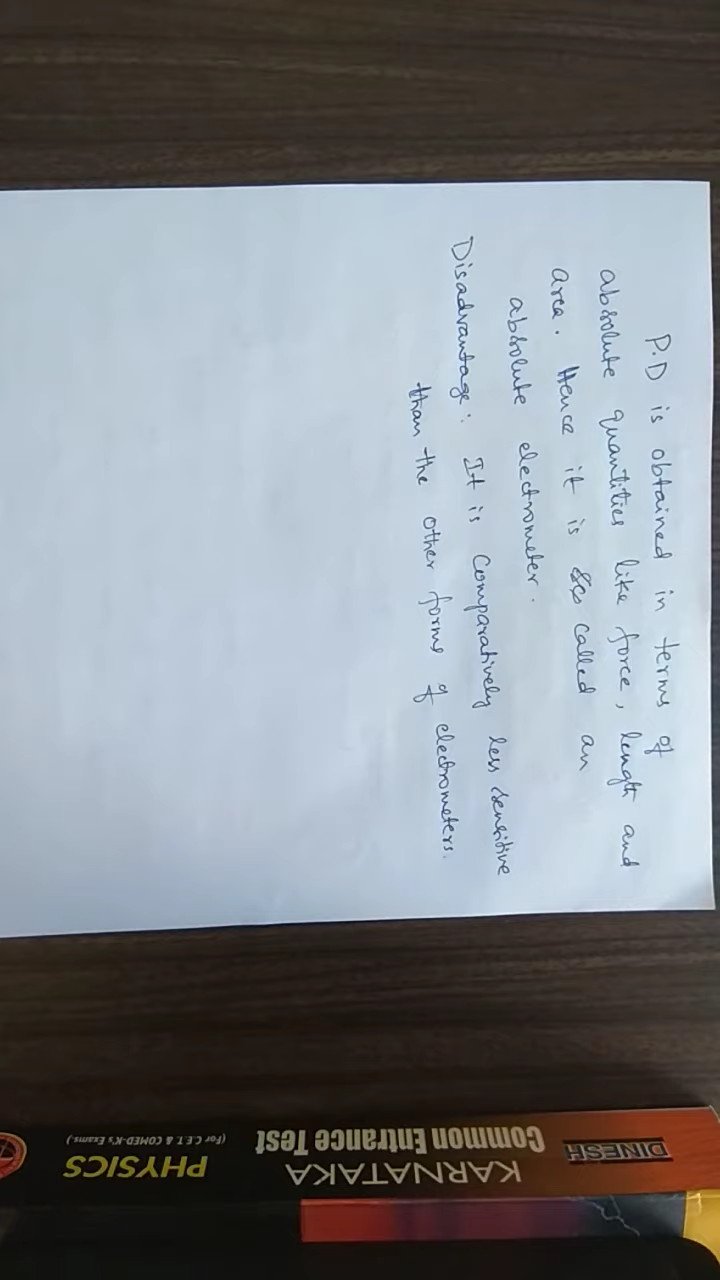 P.D is obtained in terms of
absolute quantities like force, length and
area. Hence it is called an
absolute electrometer.
Disadvantage: It is comparatively less sensitive
than the other forms of electrometers.
DINESH
KARNATAKA
Common Entrance Test
PHYSICS
(For C.E.T. & COMED-K's Exams.)